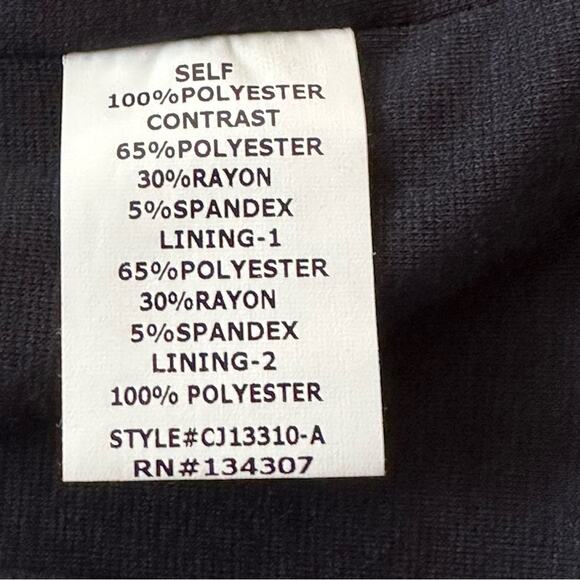 SELF
100%POLYESTER
CONTRAST
65%POLYESTER
30%RAYON
5%SPANDEX
LINING-1
65%POLYESTER
30%RAYON
5%SPANDEX
LINING-2
100% POLYESTER
STYLE#CJ13310-A
RN#134307